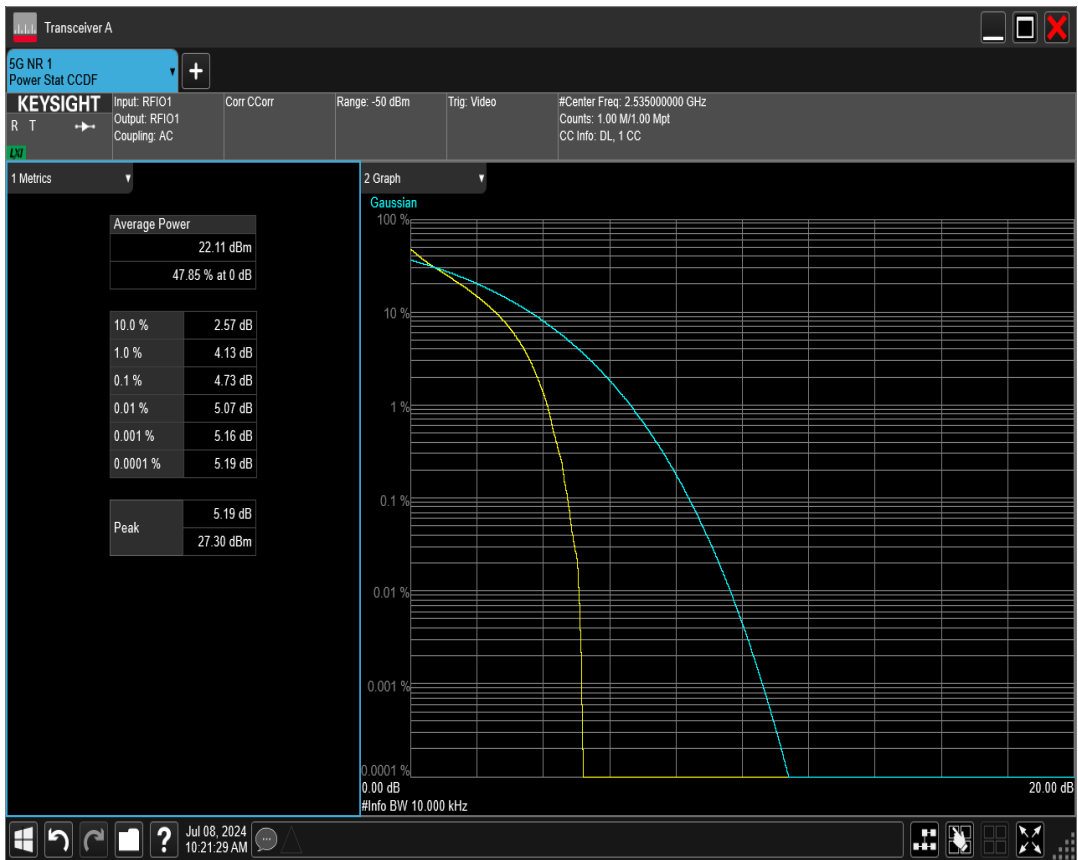 Transceiver A
5G NR 1
Power Stat CCDF
+
KEYSIGHT
R T
LXI
Input: RFIO1
Output: RFIO1
Coupling: AC
Corr CCorr
Range: -50 dBm
Trig: Video
#Center Freq: 2.535000000 GHz
Counts: 1.00 M/1.00 Mpt
CC Info: DL, 1 CC
1 Metrics
Average Power
22.11 dBm
47.85 % at 0 dB
10.0 % 2.57 dB
1.0 % 4.13 dB
0.1 % 4.73 dB
0.01 % 5.07 dB
0.001 % 5.16 dB
0.0001 % 5.19 dB
Peak
5.19 dB
27.30 dBm
2 Graph
Gaussian
100 %
10 %
1 %
0.1 %
0.01 %
0.001 %
0.0001 %
0.00 dB 20.00 dB
#Info BW 10.000 kHz
?
Jul 08, 2024
10:21:29 AM